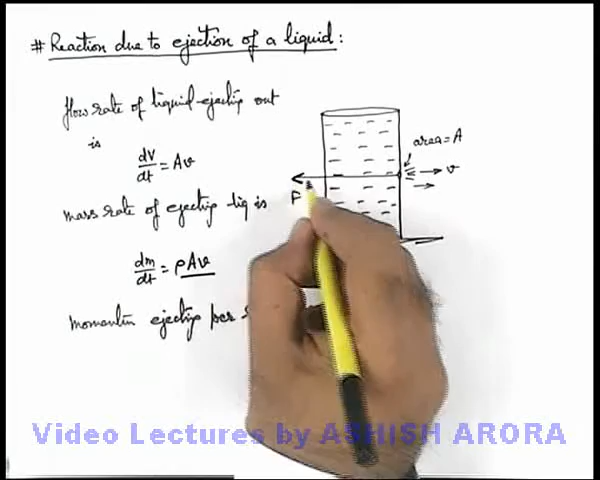 # Reaction due to ejection of a liquid:
flow rate of liquid ejecting out
is
dV/dt = Av
mass rate of ejecting liq is
dm/dt = ρAv
Momentum ejecting per
area = A
v
F
Video Lectures by ASHISH ARORA